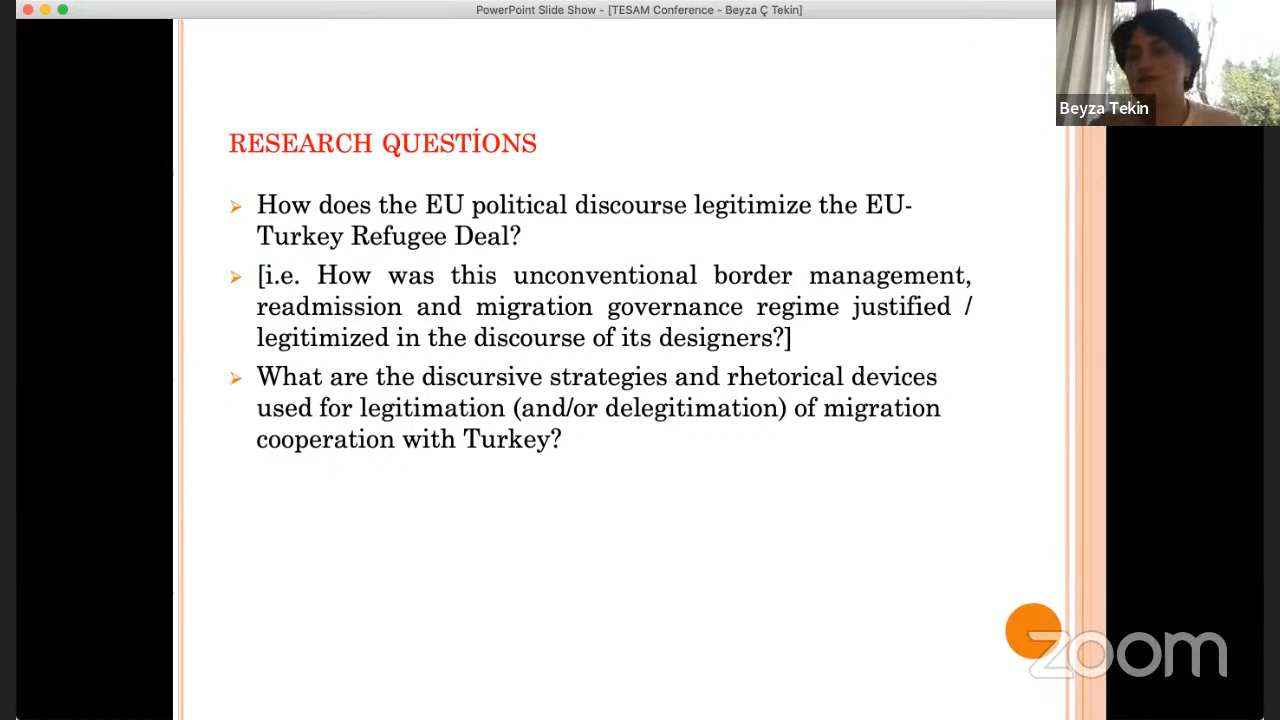 PowerPoint Slide Show - [TESAM Conference - Beyza Ç Tekin]
Beyza Tekin
RESEARCH QUESTİONS
How does the EU political discourse legitimize the EU-
Turkey Refugee Deal?
[i.e. How was this unconventional border management,
readmission and migration governance regime justified /
legitimized in the discourse of its designers?]
What are the discursive strategies and rhetorical devices
used for legitimation (and/or delegitimation) of migration
cooperation with Turkey?
zoom